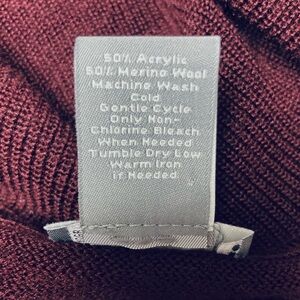 50% Acrylic
50% Merino Wool
Machine Wash
Cold
Gentle Cycle
Only Non-
Chlorine Bleach
When Needed
Tumble Dry Low
Warm Iron
if Needed